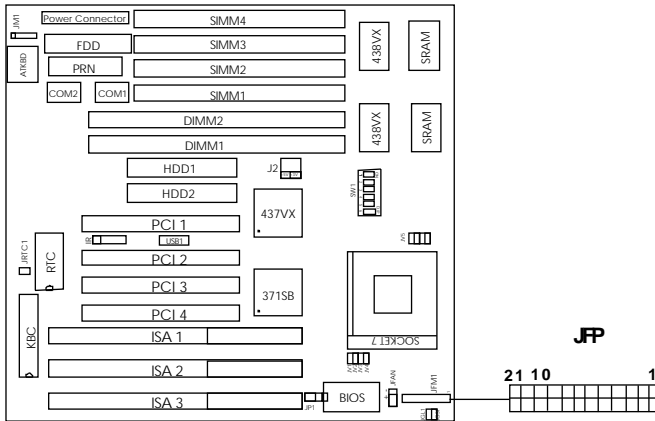 JM1
Power Connector
SIMM4
ATKBD
FDD
SIMM3
438VX
SRAM
PRN
SIMM2
COM2
COM1
SIMM1
DIMM2
438VX
SRAM
DIMM1
HDD1
J2
HDD2
SW1
437VX
PCI 1
IR
USB1
JV5
JRTC1
RTC
PCI 2
PCI 3
371SB
PCI 4
KBC
ISA 1
SOCKET 7
JFP
ISA 2
JFAN
JFM1
21 10 1
ISA 3
JP1
BIOS